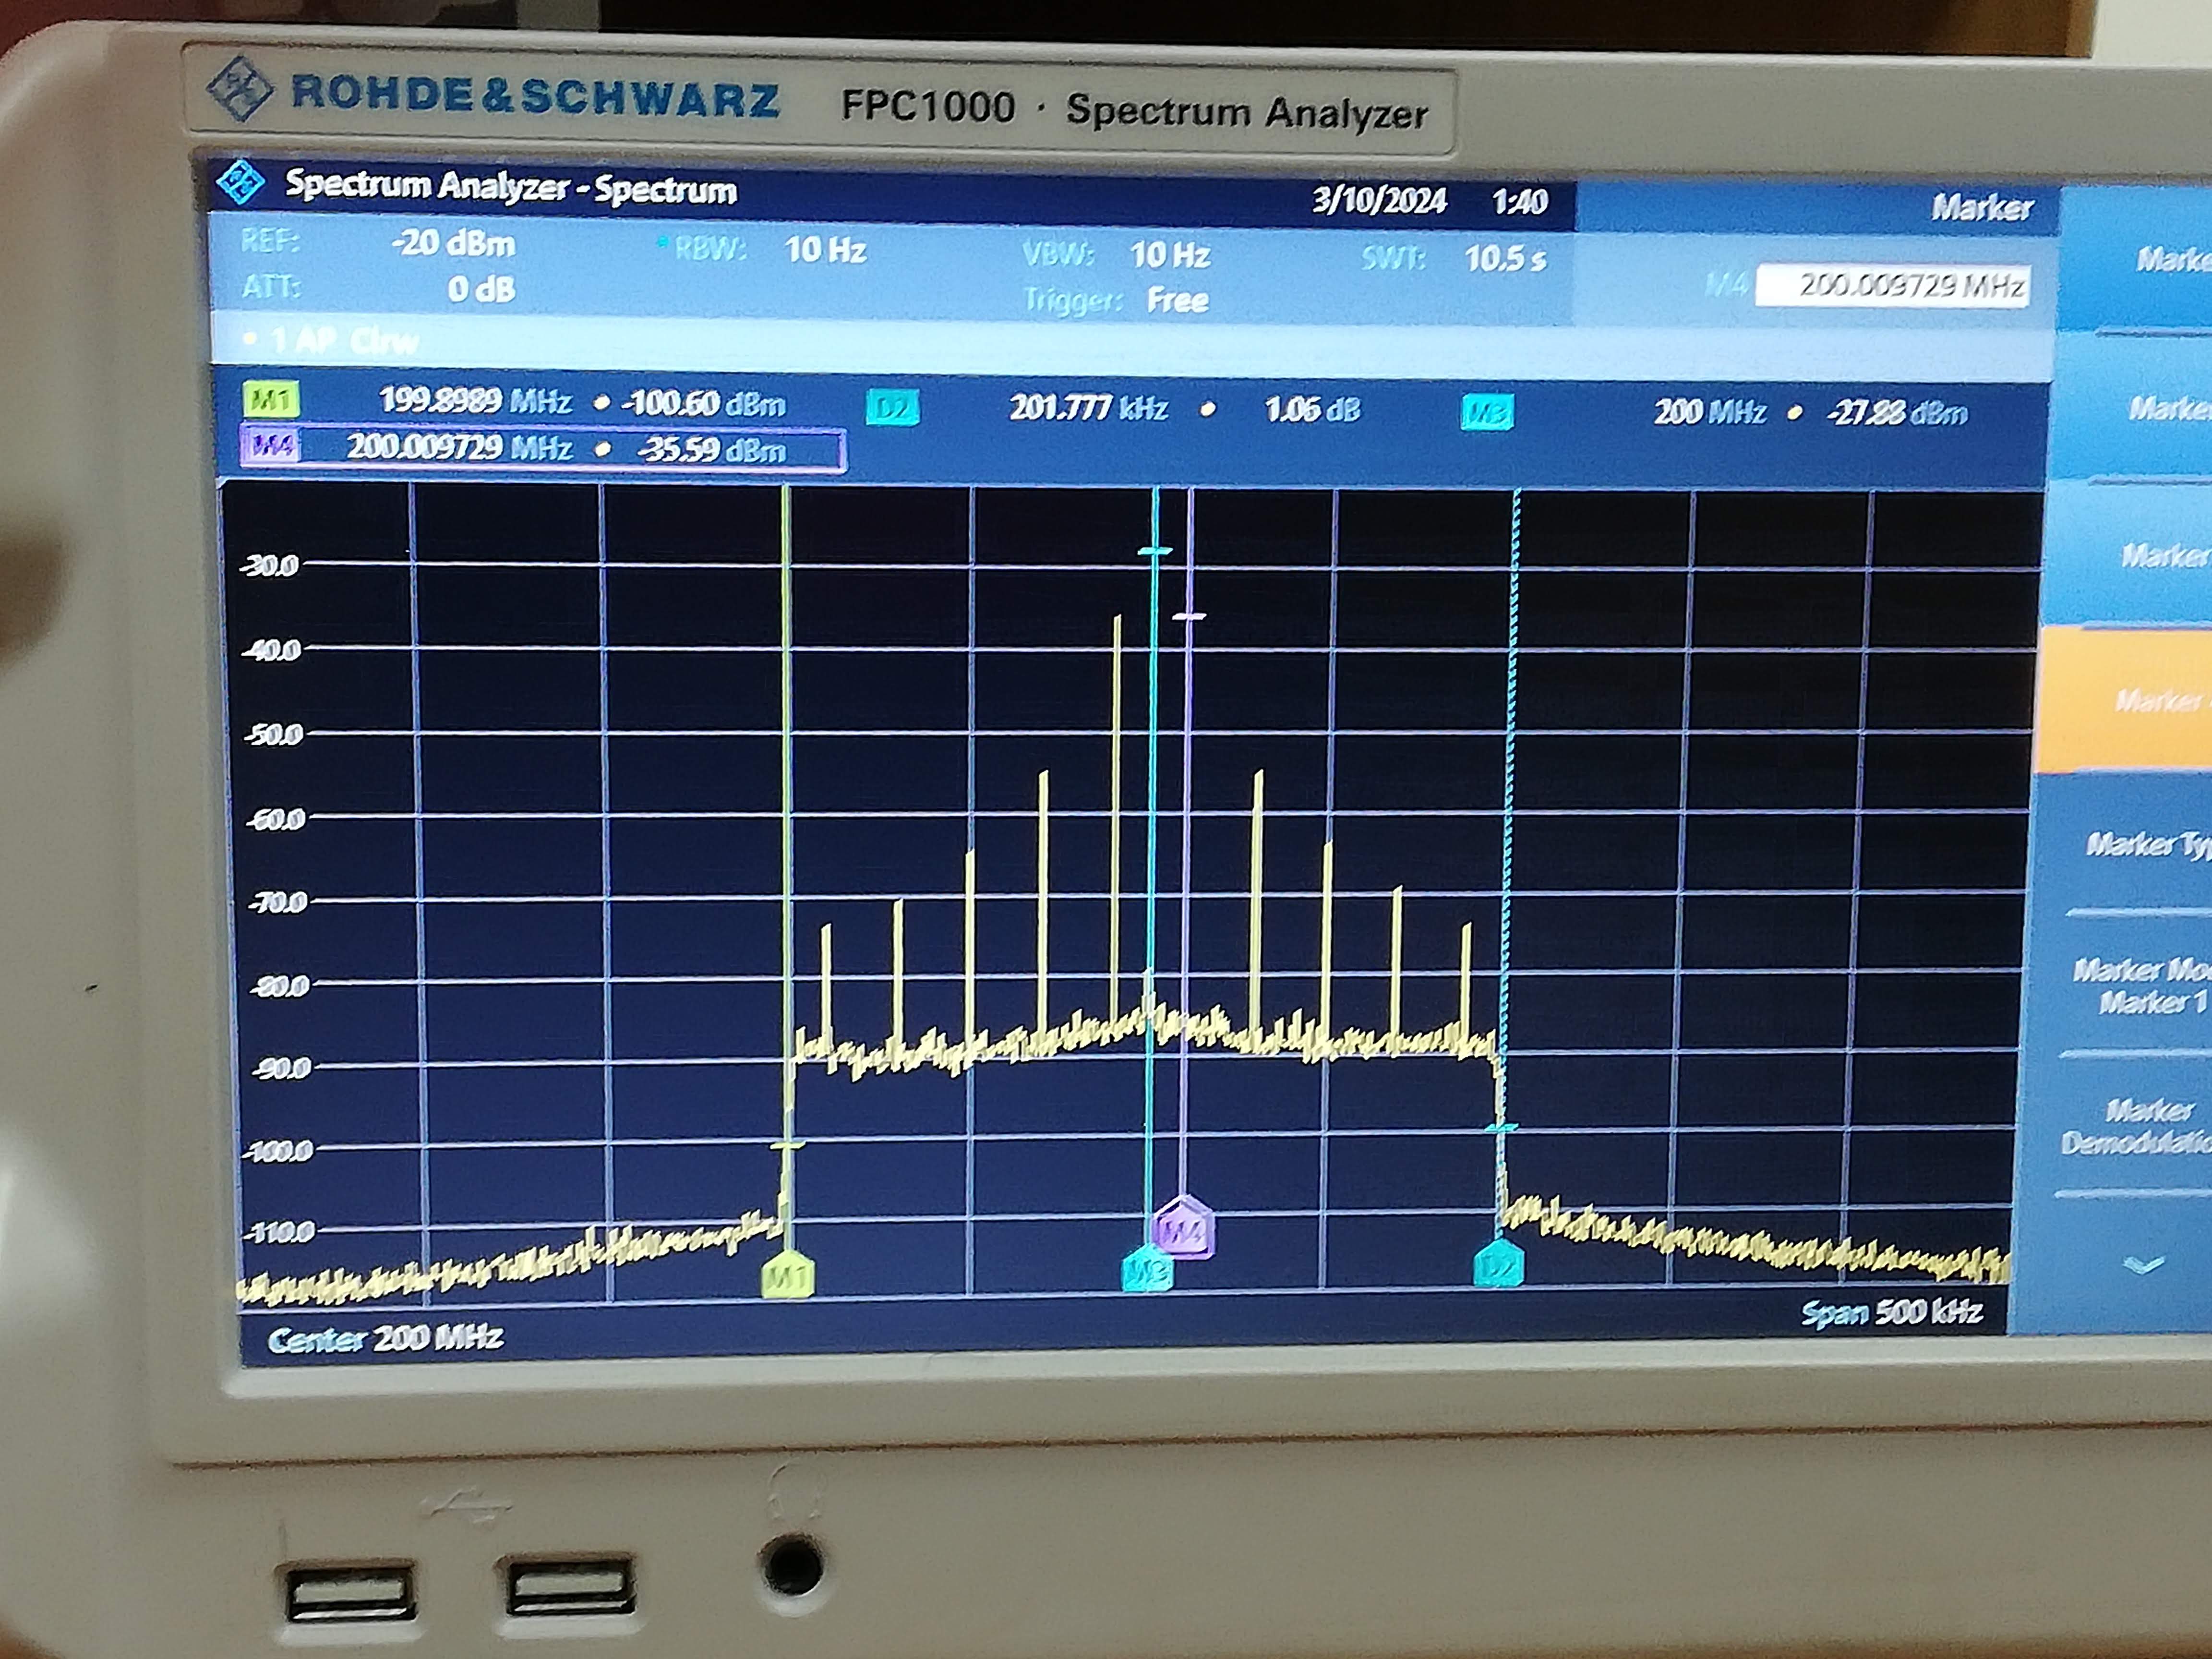 ROHDE&SCHWARZ FPC1000 · Spectrum Analyzer
Spectrum Analyzer - Spectrum 3/10/2024 1:40 Marker
REF: -20 dBm RBW: 10 Hz VBW: 10 Hz SWT: 10.5 s M4 200.009729 MHz
ATT: 0 dB Trigger: Free
1 AP Clrw
M1 199.8989 MHz • -100.60 dBm D2 201.777 kHz • 1.06 dB M3 200 MHz • -27.88 dBm
M4 200.009729 MHz • -35.59 dBm
-30.0
-40.0
-50.0
-60.0
-70.0
-80.0
-90.0
-100.0
-110.0
M1
M3
M4
D2
Center 200 MHz Span 500 kHz
Marker
Marker
Marker Mo
Marker 1
Marker